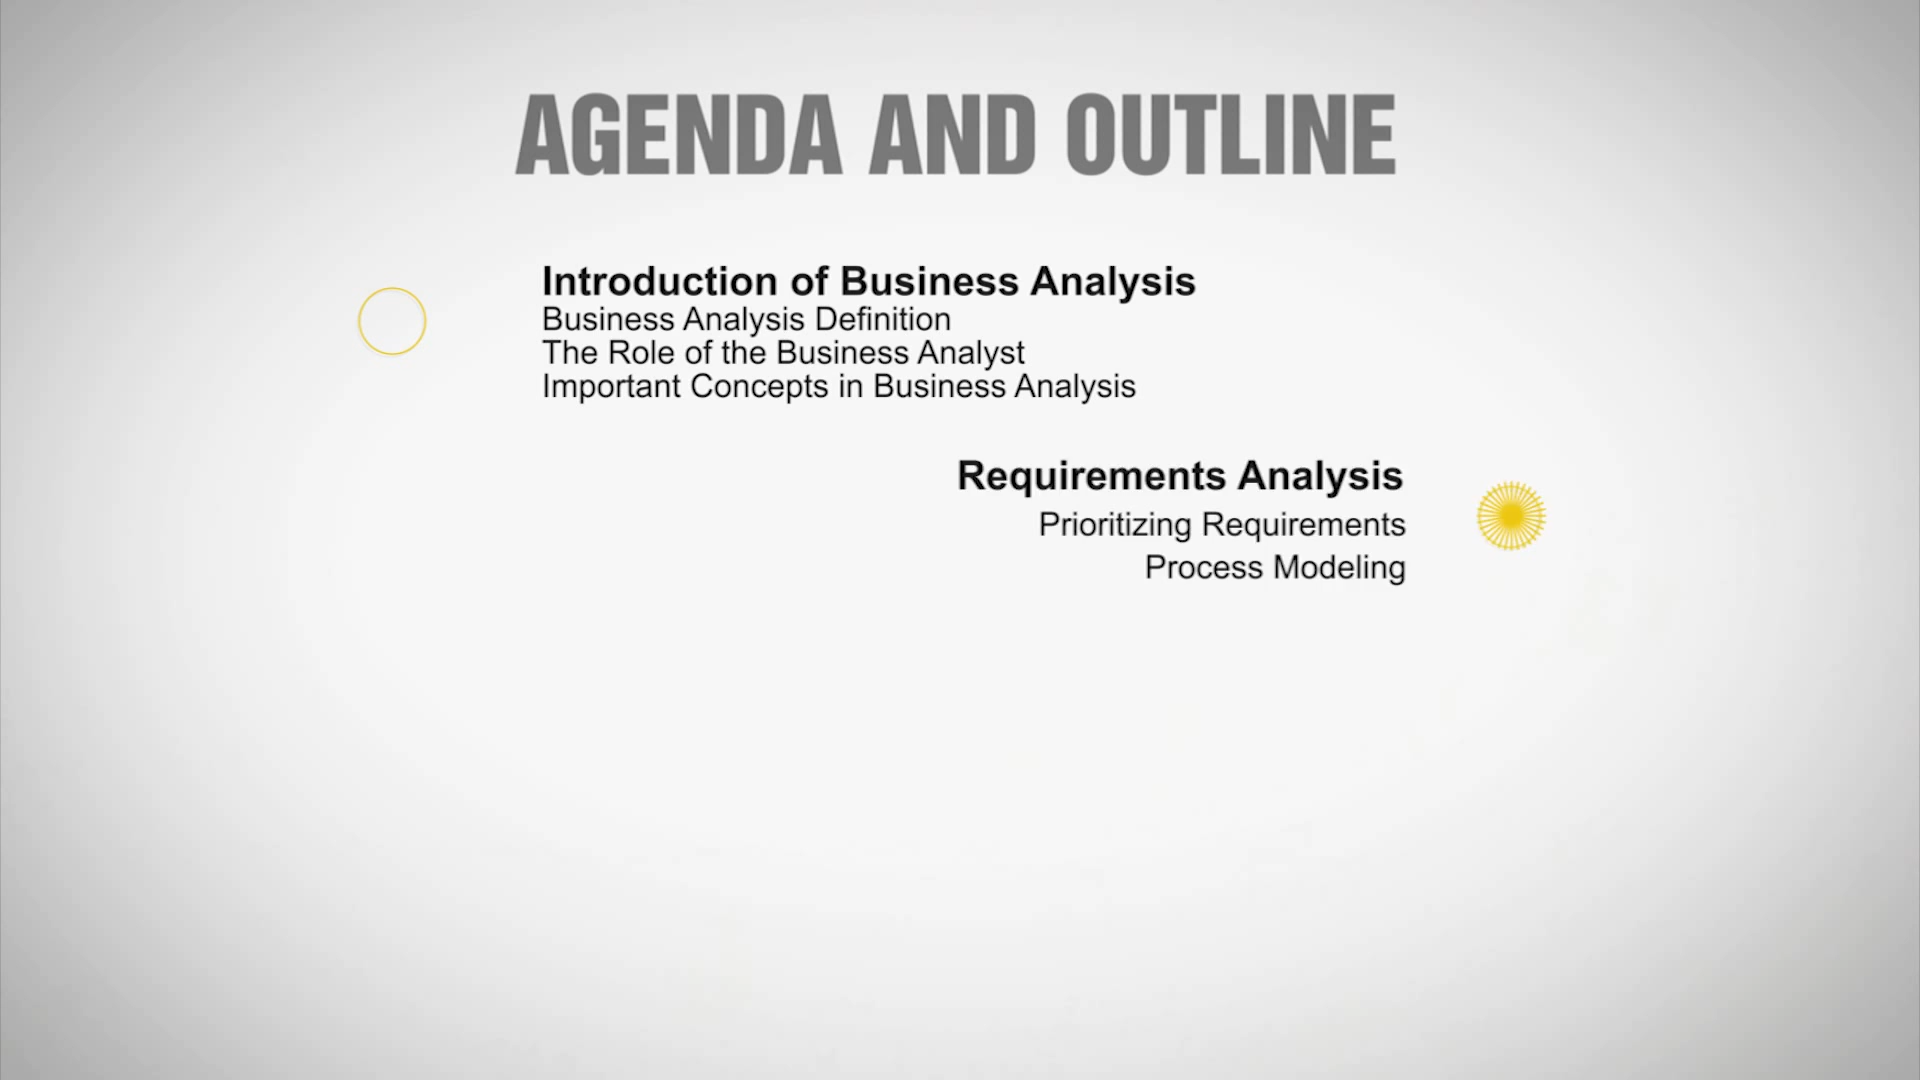 AGENDA AND OUTLINE
Introduction of Business Analysis
Business Analysis Definition
The Role of the Business Analyst
Important Concepts in Business Analysis
Requirements Analysis
Prioritizing Requirements
Process Modeling